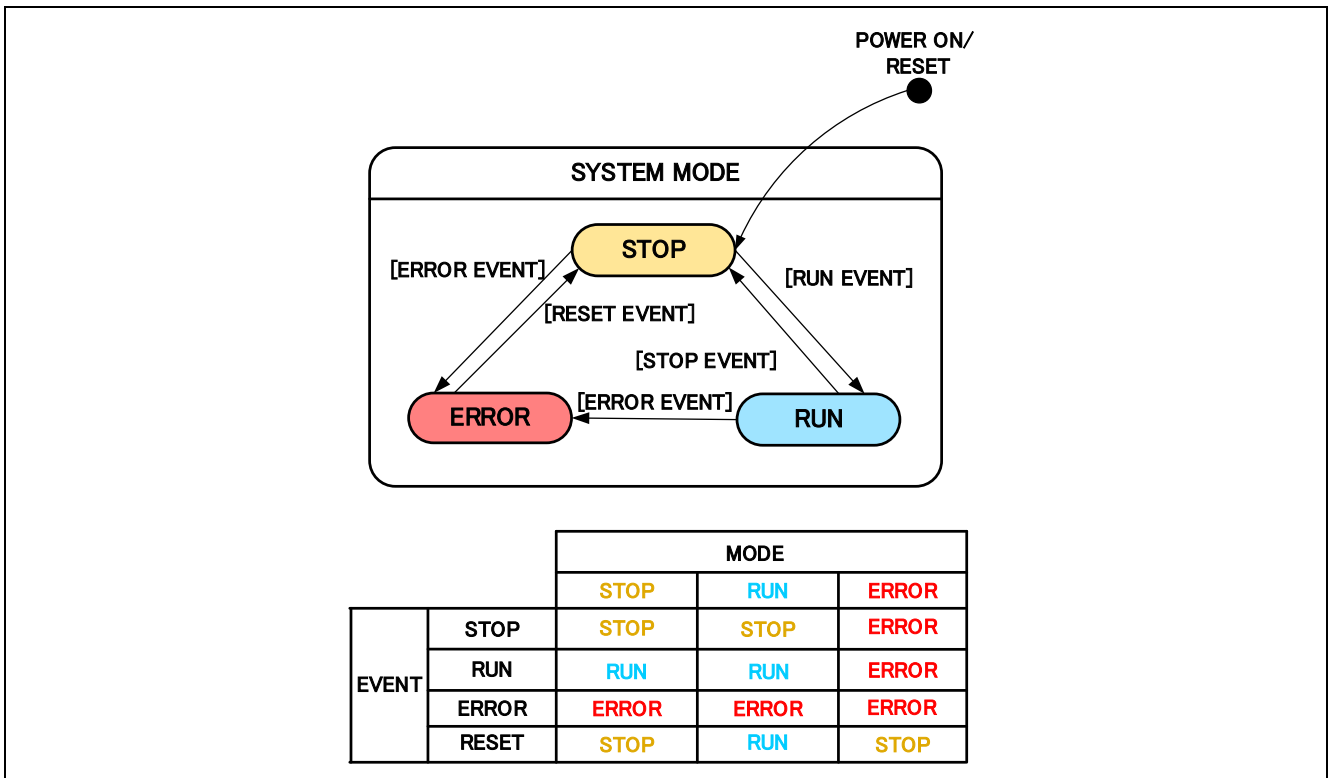 POWER ON/
RESET
SYSTEM MODE
STOP
[ERROR EVENT]
[RUN EVENT]
[RESET EVENT]
[STOP EVENT]
[ERROR EVENT]
ERROR
RUN
MODE
STOP RUN ERROR
STOP STOP STOP ERROR
RUN RUN RUN ERROR
EVENT
ERROR ERROR ERROR ERROR
RESET STOP RUN STOP